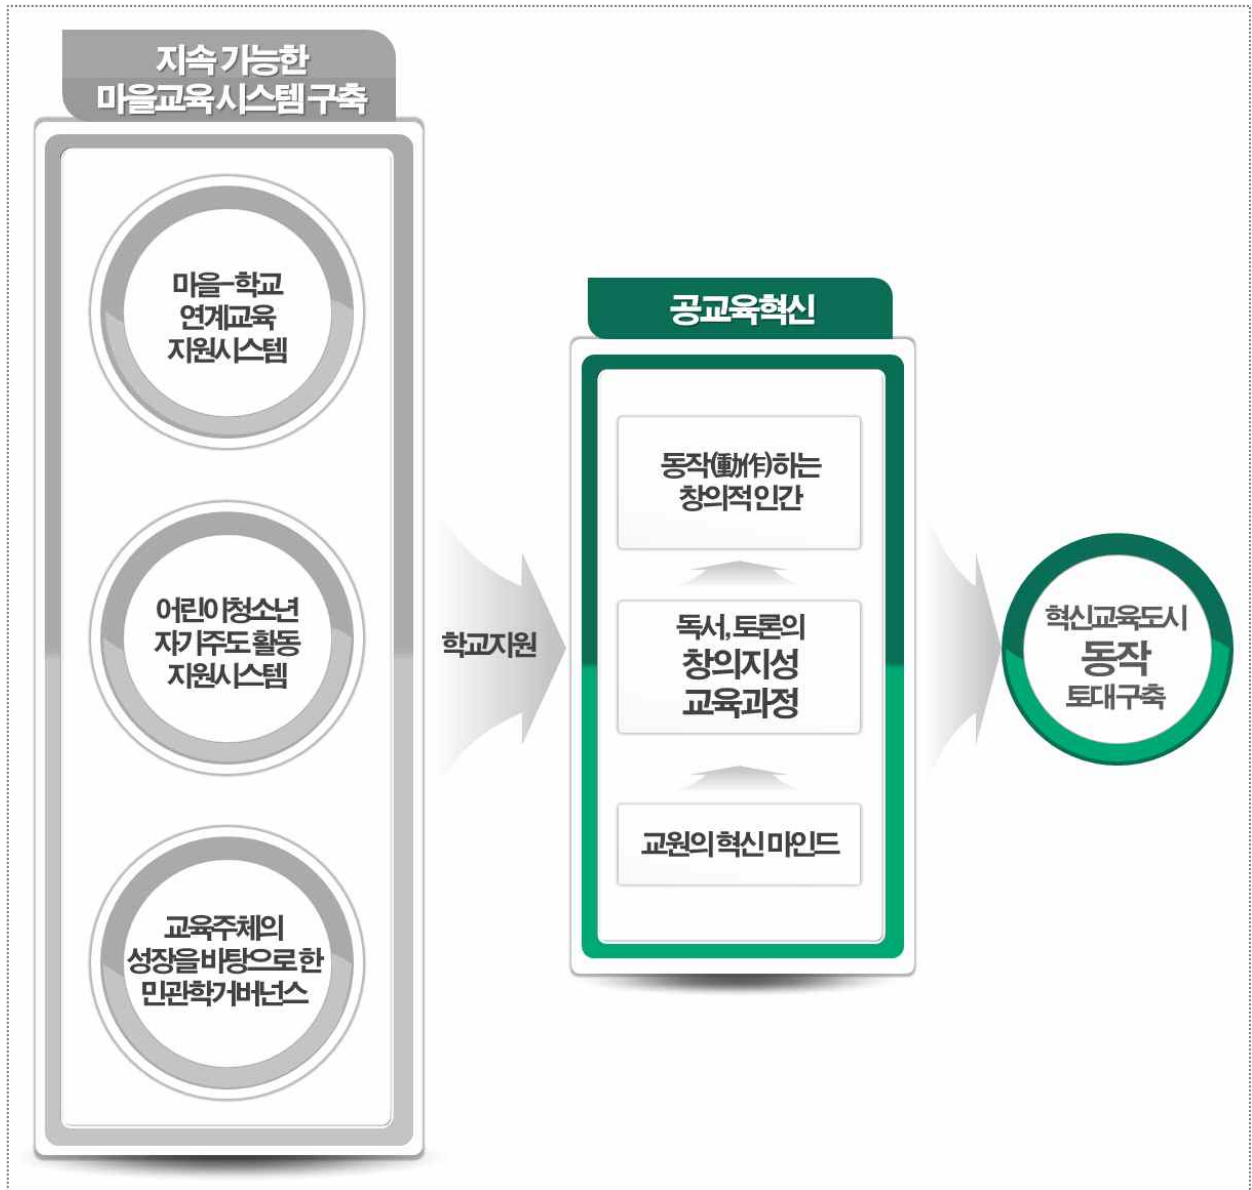 지속 가능한
마을교육 시스템 구축
마을-학교
연계교육
지원시스템
어린이청소년
자기주도 활동
지원시스템
교육주체의
성장을 바탕으로 한
민관학거버넌스
학교지원
공교육혁신
동작(動作)하는
창의적 인간
독서, 토론의
창의지성
교육과정
교원의 혁신 마인드
혁신교육도시
동작
토대구축